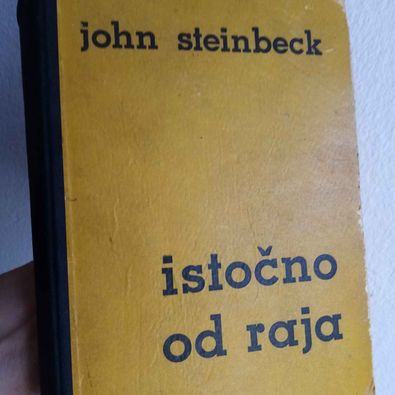 john steinbeck
istočno
od raja